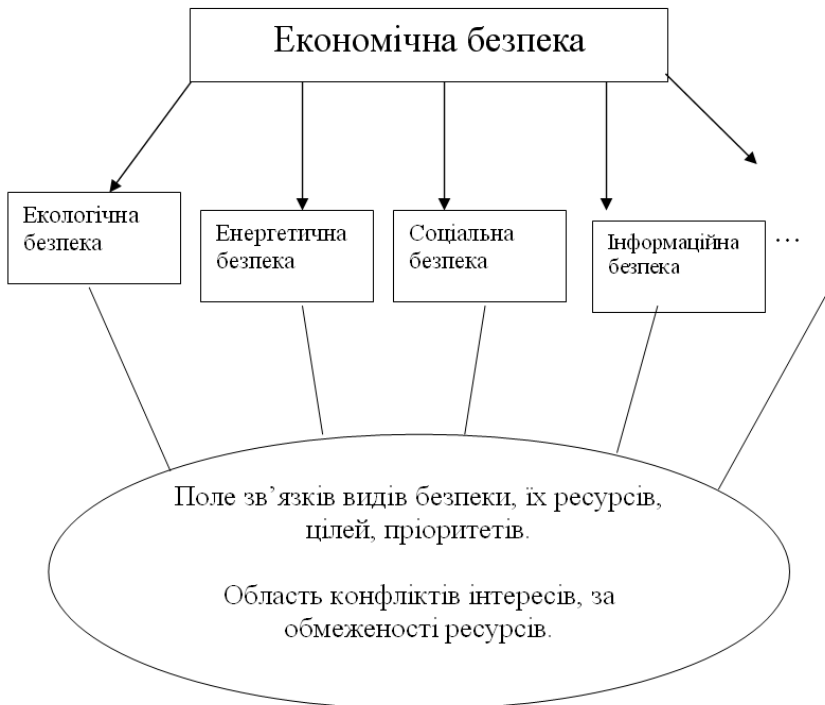 Економічна безпека
Екологічна
безпека
Енергетична
безпека
Соціальна
безпека
Інформаційна
безпека
…
Поле зв’язків видів безпеки, їх ресурсів,
цілей, пріоритетів.
Область конфліктів інтересів, за
обмеженості ресурсів.